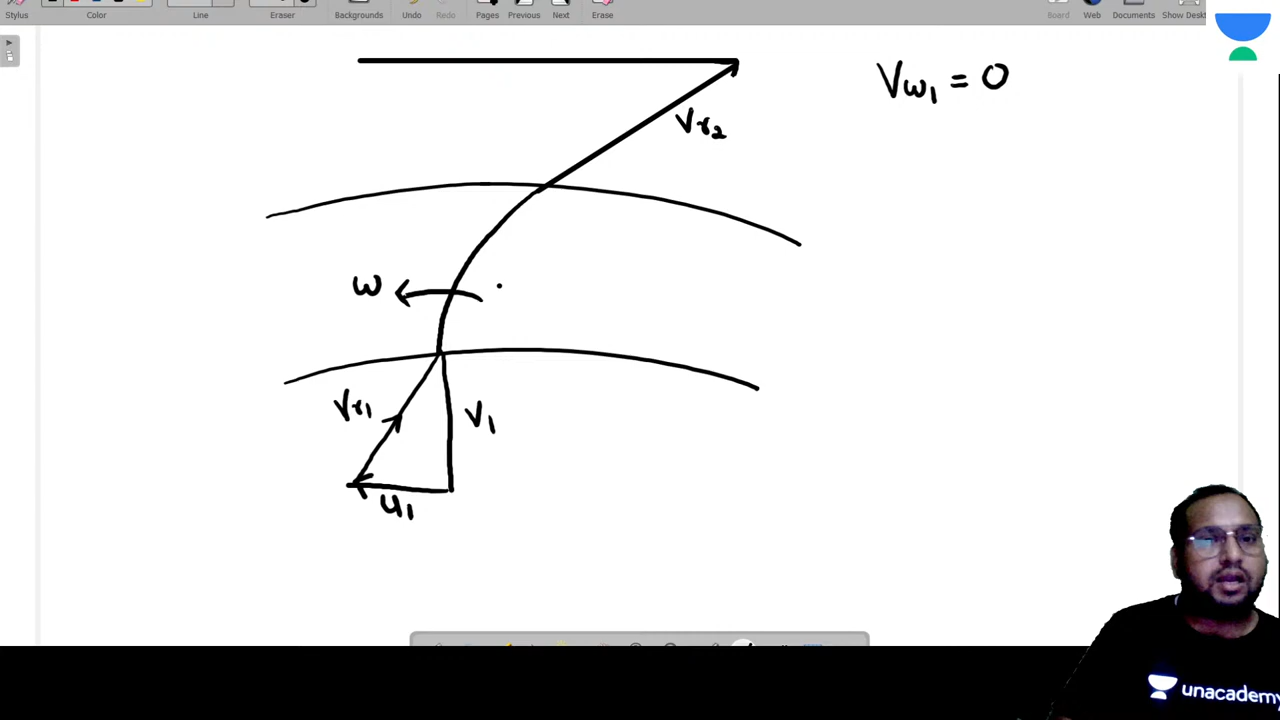 Stylus Color Line Eraser Backgrounds Undo Redo Pages Previous Next Erase Board Web Documents Show Desk
Vw₁ = 0
Vr₂
ω
Vr₁
V₁
u₁
unacademy